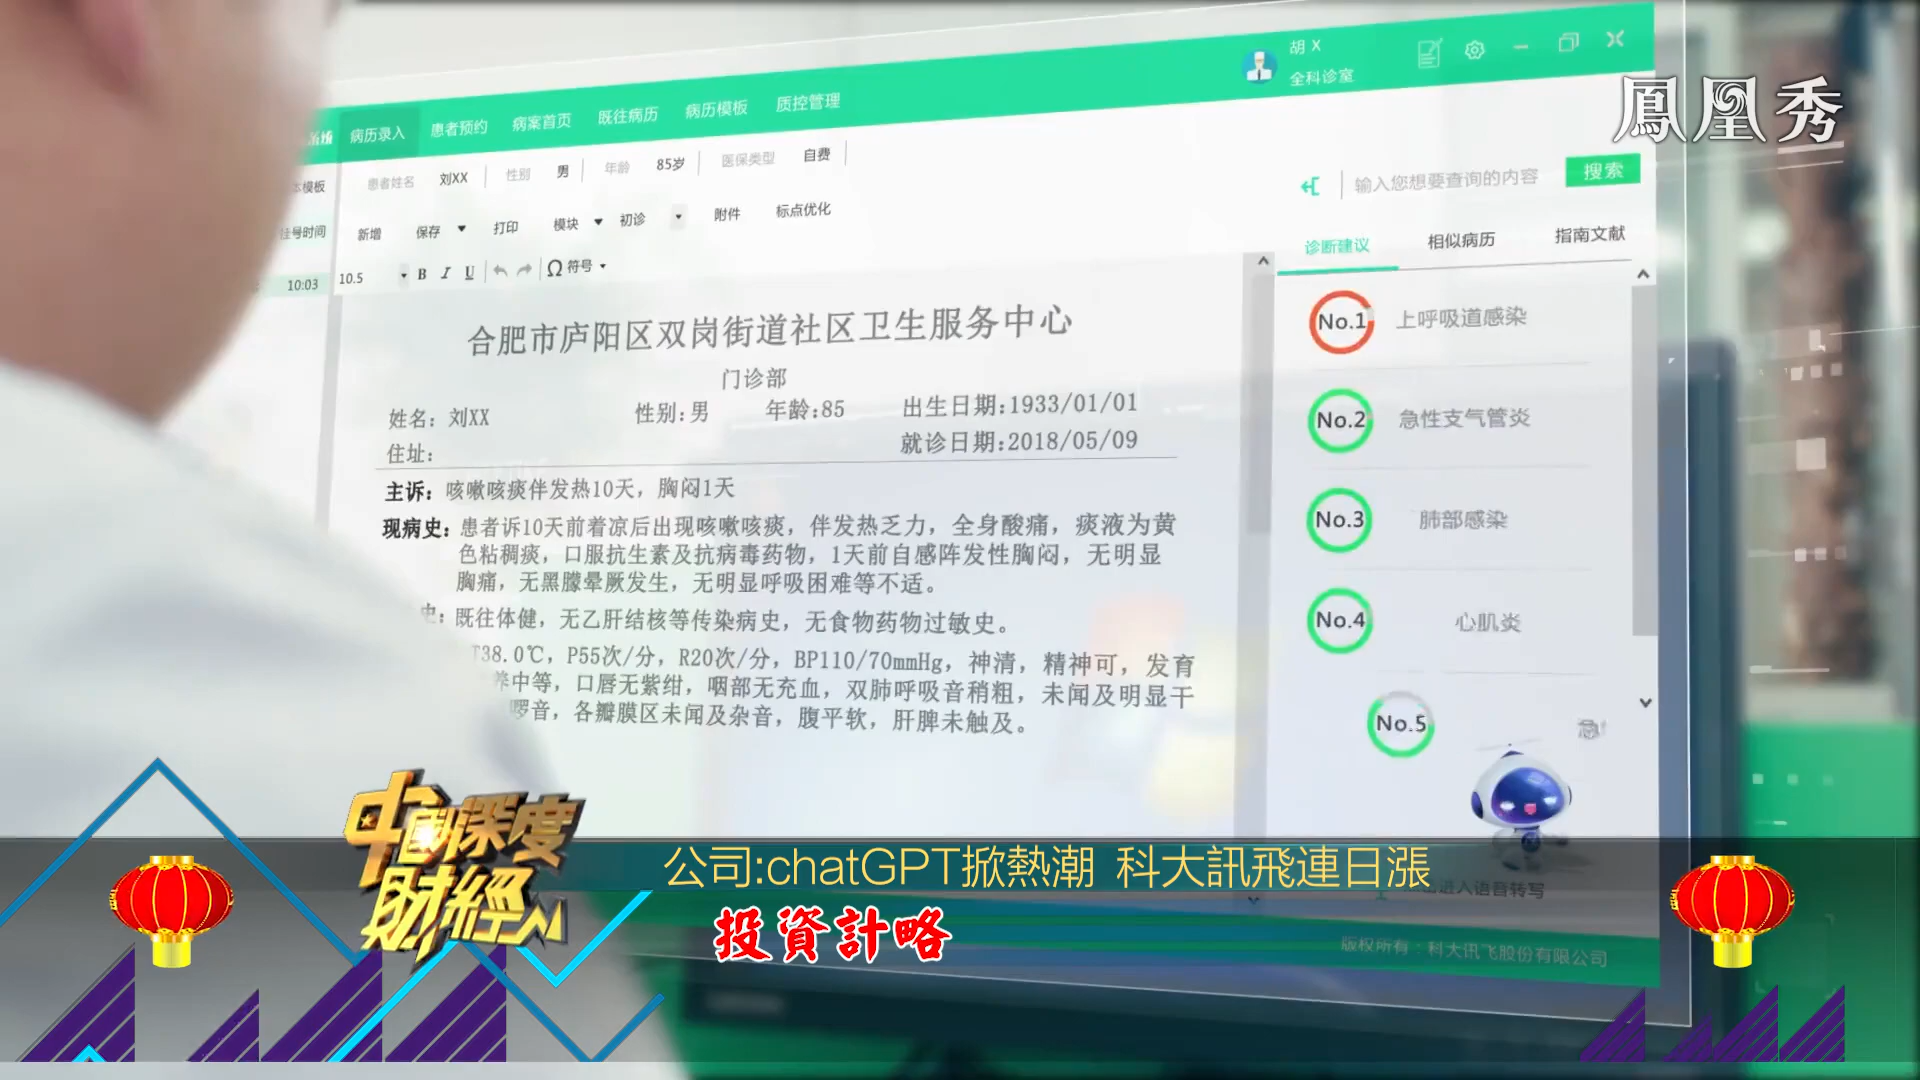 胡 X
全科诊室
鳳凰秀
系统 病历录入 患者预约 病案首页 既往病历 病历模板 质控管理
本模板 患者姓名 刘XX 性别 男 年龄 85岁 医保类型 自费
挂号时间 新增 保存 打印 模块 初诊 附件 标点优化
10:03 10.5 B I U Ω 符号
输入您想要查询的内容 搜索
诊断建议 相似病历 指南文献
合肥市庐阳区双岗街道社区卫生服务中心
门诊部
姓名: 刘XX 性别:男 年龄:85 出生日期:1933/01/01
住址: 就诊日期:2018/05/09
主诉: 咳嗽咳痰伴发热10天，胸闷1天
现病史: 患者诉10天前着凉后出现咳嗽咳痰，伴发热乏力，全身酸痛，痰液为黄
色粘稠痰，口服抗生素及抗病毒药物，1天前自感阵发性胸闷，无明显
胸痛，无黑朦晕厥发生，无明显呼吸困难等不适。
史: 既往体健，无乙肝结核等传染病史，无食物药物过敏史。
T38.0℃，P55次/分，R20次/分，BP110/70mmHg，神清，精神可，发育
养中等，口唇无紫绀，咽部无充血，双肺呼吸音稍粗，未闻及明显干
啰音，各瓣膜区未闻及杂音，腹平软，肝脾未触及。
No.1 上呼吸道感染
No.2 急性支气管炎
No.3 肺部感染
No.4 心肌炎
No.5
进入语音转写
版权所有：科大讯飞股份有限公司
中國深度財經
公司:chatGPT掀熱潮 科大訊飛連日漲
投資計略